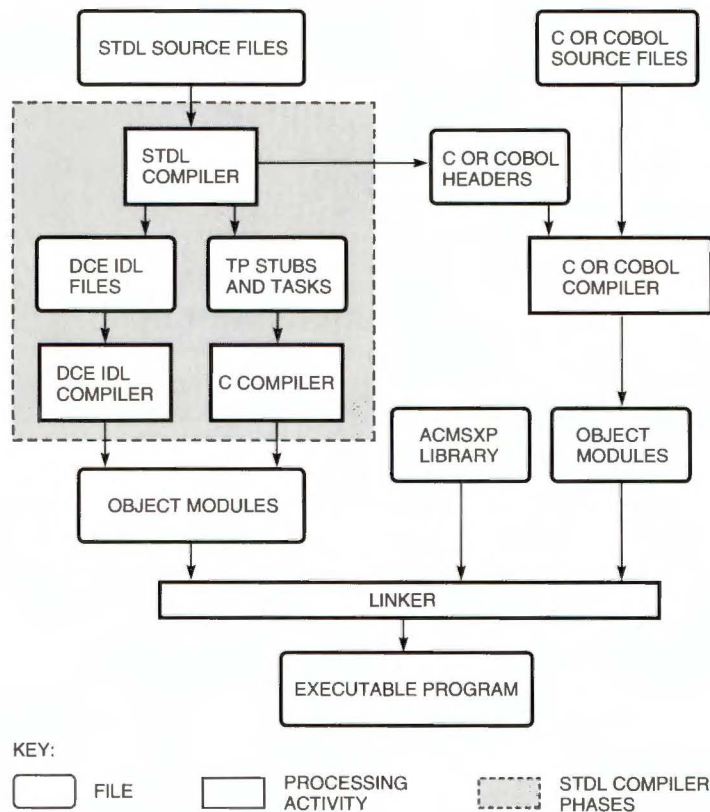 STDL SOURCE FILES
C OR COBOL
SOURCE FILES
STDL
COMPILER
C OR COBOL
HEADERS
DCE IDL
FILES
TP STUBS
AND TASKS
C OR COBOL
COMPILER
DCE IDL
COMPILER
C COMPILER
ACMSXP
LIBRARY
OBJECT
MODULES
OBJECT MODULES
LINKER
EXECUTABLE PROGRAM
KEY:
FILE
PROCESSING
ACTIVITY
STDL COMPILER
PHASES